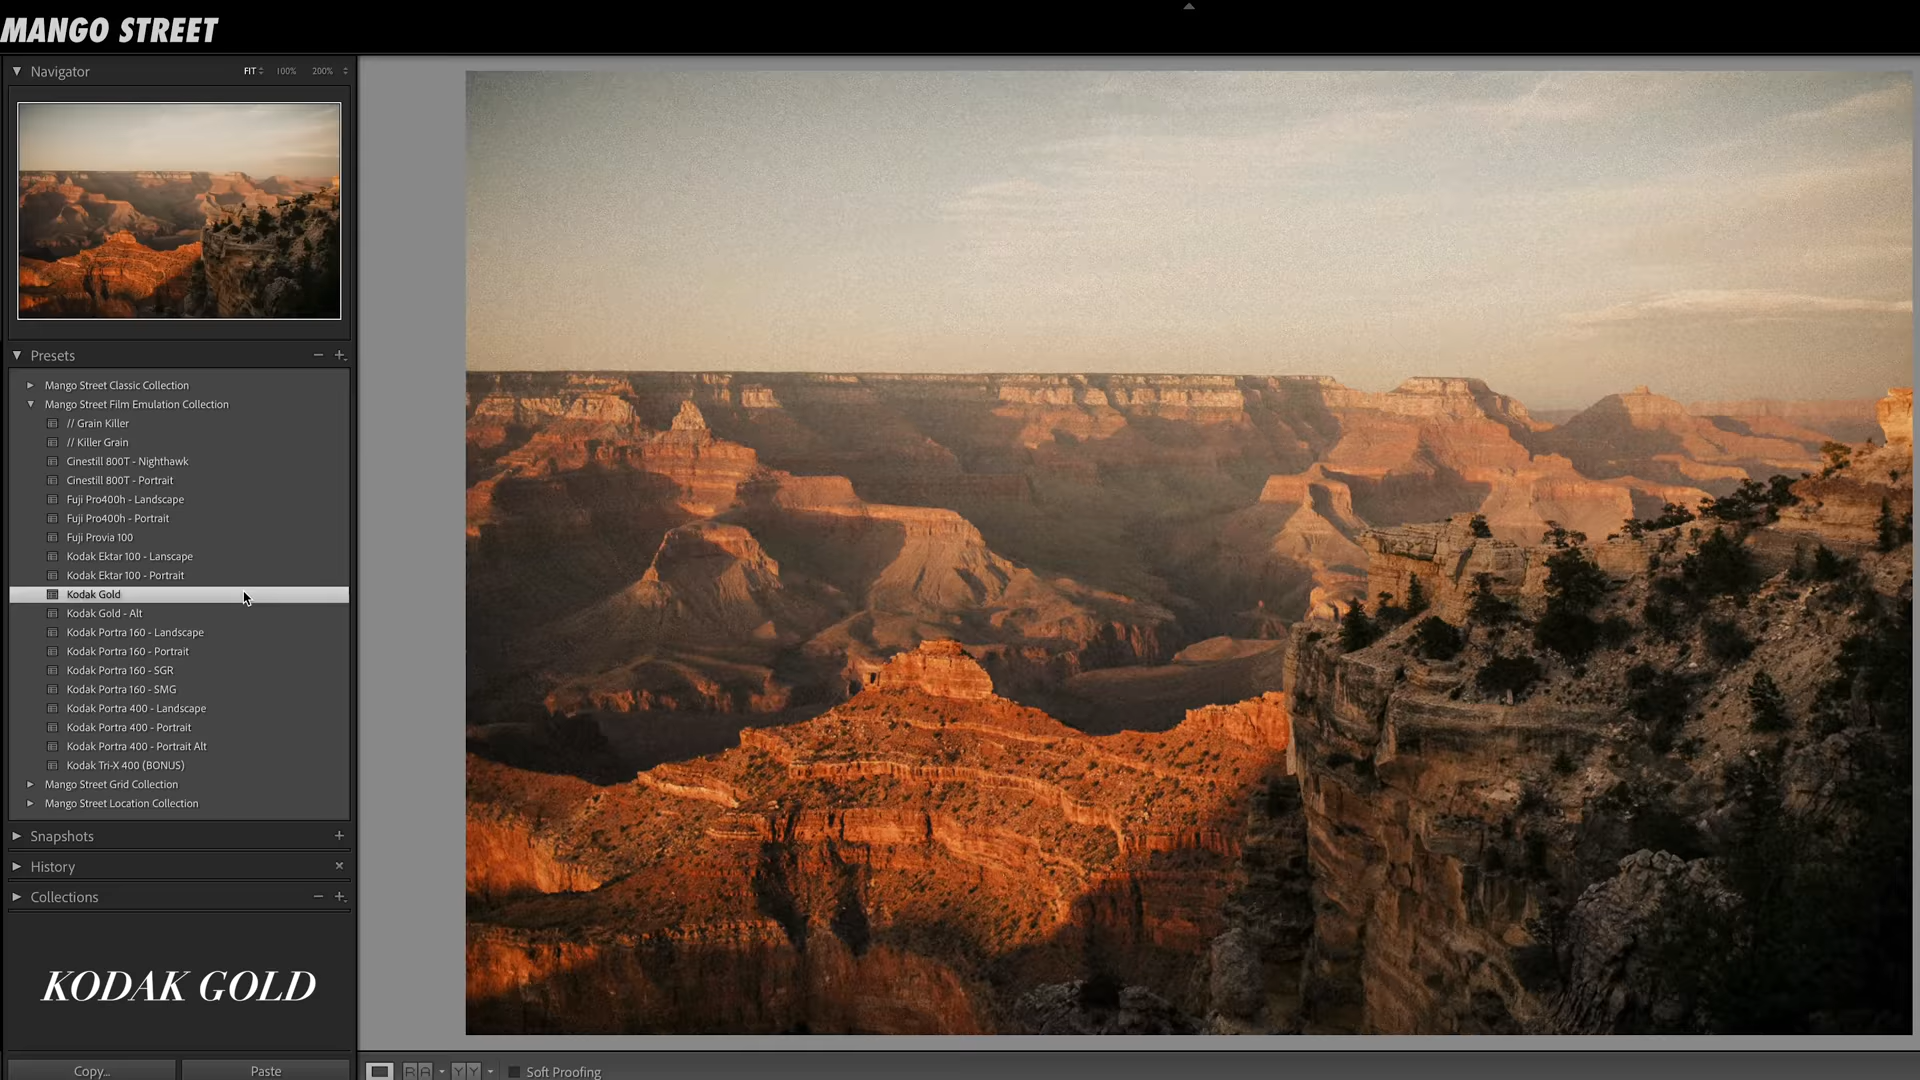 MANGO STREET
Navigator
FIT 100% 200%
Presets
Mango Street Classic Collection
Mango Street Film Emulation Collection
// Grain Killer
// Killer Grain
Cinestill 800T - Nighthawk
Cinestill 800T - Portrait
Fuji Pro400h - Landscape
Fuji Pro400h - Portrait
Fuji Provia 100
Kodak Ektar 100 - Lanscape
Kodak Ektar 100 - Portrait
Kodak Gold
Kodak Gold - Alt
Kodak Portra 160 - Landscape
Kodak Portra 160 - Portrait
Kodak Portra 160 - SGR
Kodak Portra 160 - SMG
Kodak Portra 400 - Landscape
Kodak Portra 400 - Portrait
Kodak Portra 400 - Portrait Alt
Kodak Tri-X 400 (BONUS)
Mango Street Grid Collection
Mango Street Location Collection
Snapshots
History
Collections
KODAK GOLD
Copy... Paste
R A Y Y Soft Proofing